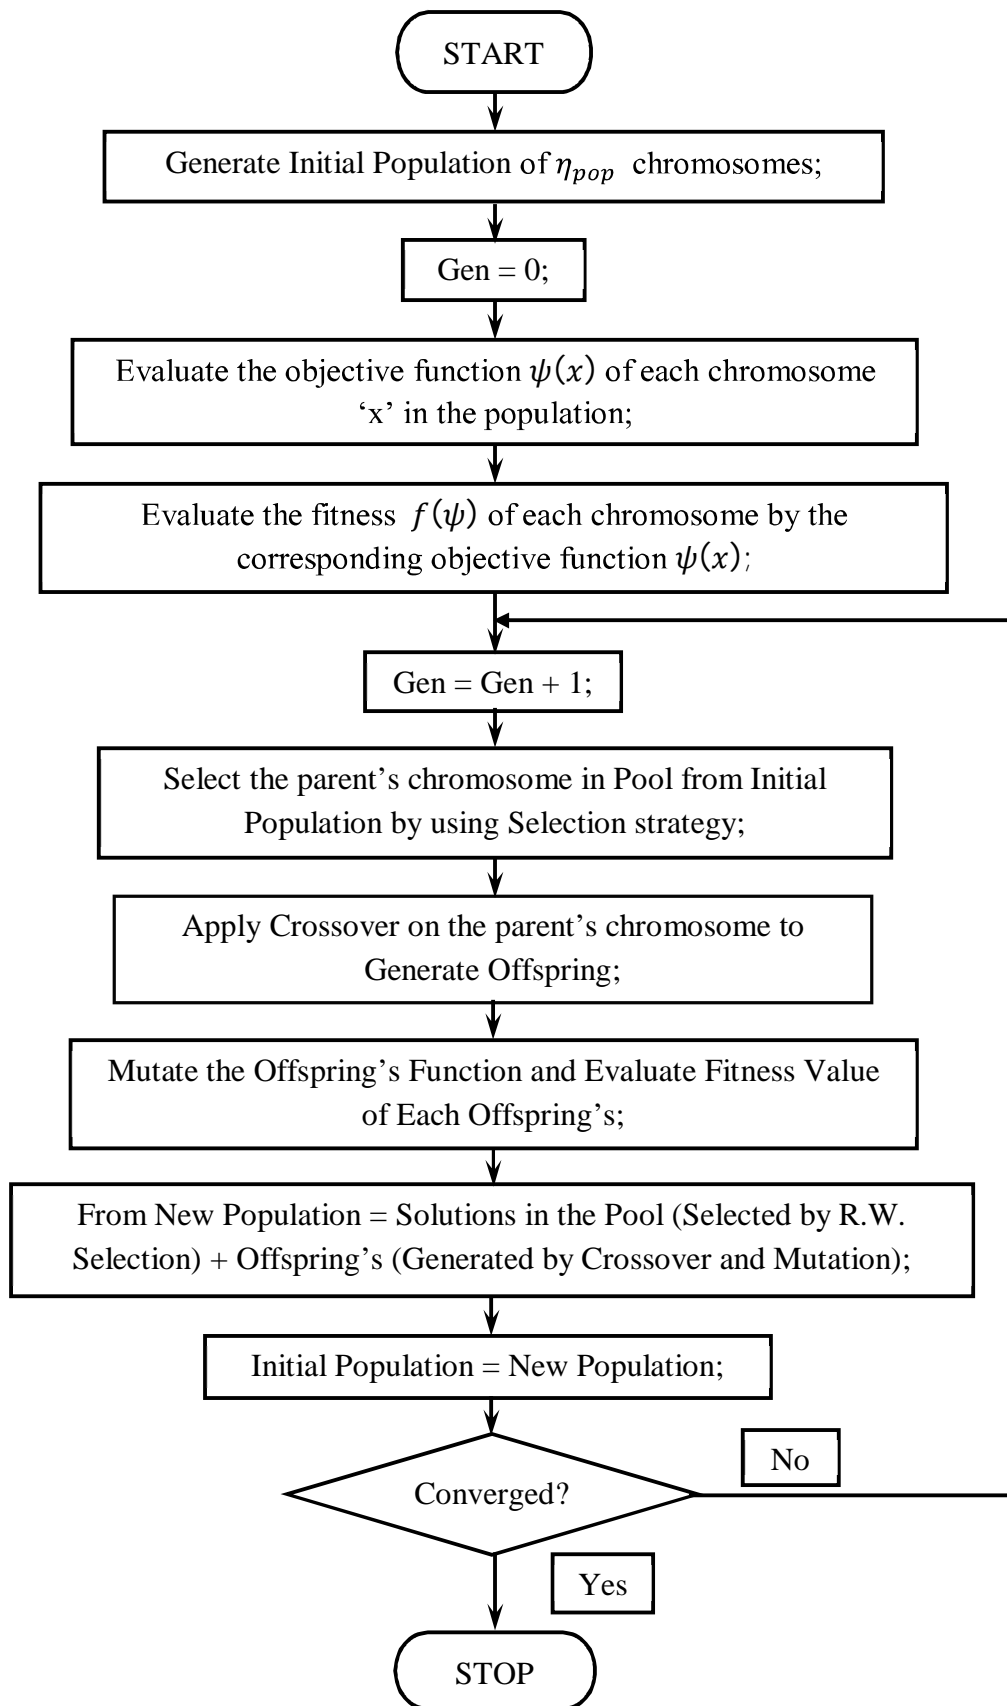 START
Generate Initial Population of η_pop chromosomes;
Gen = 0;
Evaluate the objective function ψ(x) of each chromosome
‘x’ in the population;
Evaluate the fitness f(ψ) of each chromosome by the
corresponding objective function ψ(x);
Gen = Gen + 1;
Select the parent’s chromosome in Pool from Initial
Population by using Selection strategy;
Apply Crossover on the parent’s chromosome to
Generate Offspring;
Mutate the Offspring’s Function and Evaluate Fitness Value
of Each Offspring’s;
From New Population = Solutions in the Pool (Selected by R.W.
Selection) + Offspring’s (Generated by Crossover and Mutation);
Initial Population = New Population;
Converged?
No
Yes
STOP